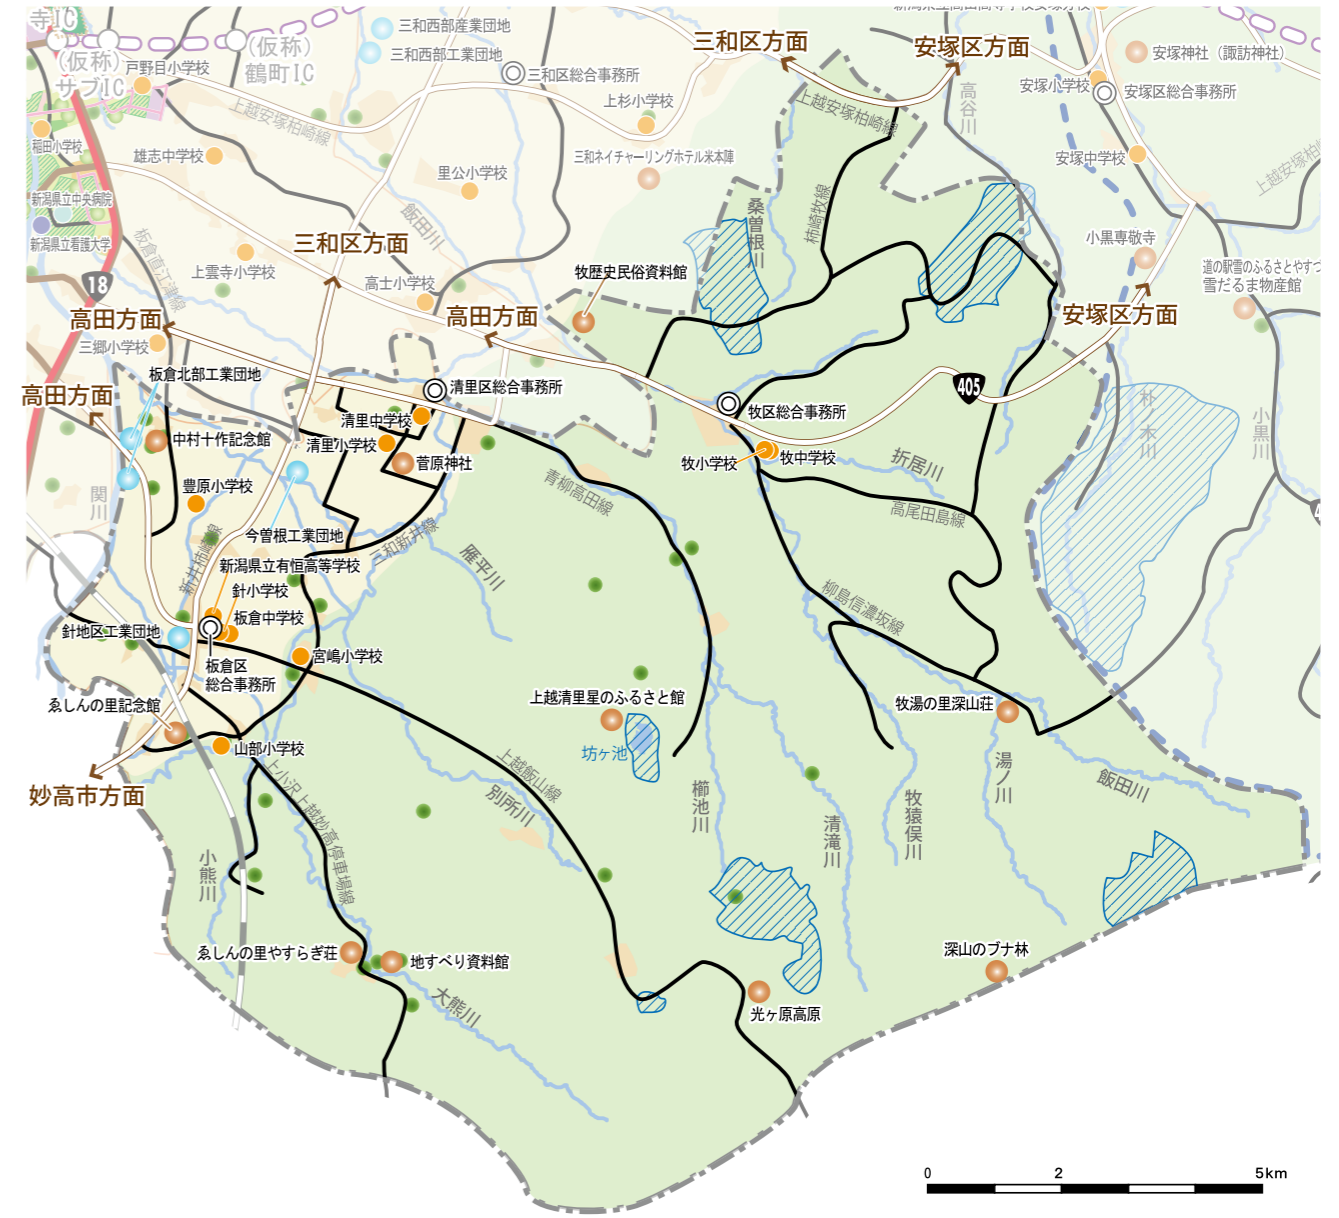 寺IC
(仮称)
サブIC
戸野目小学校
(仮称)
鶴町IC
三和西部産業団地
三和西部工業団地
三和区総合事務所
三和区方面
安塚区方面
安塚神社（諏訪神社）
安塚小学校
安塚区総合事務所
高谷川
上越安塚柏崎線
上杉小学校
上越安塚柏崎線
稲田小学校
雄志中学校
里公小学校
三和ネイチャーリングホテル米本陣
安塚中学校
上越安塚柏
新潟県立中央病院
新潟県立看護大学
板倉直江津線
飯田川
桑曽根川
柿崎牧線
小黒専敬寺
三和区方面
上雲寺小学校
高士小学校
牧歴史民俗資料館
道の駅雪のふるさとやすつ
雪だるま物産館
18
高田方面
高田方面
安塚区方面
三郷小学校
板倉北部工業団地
高田方面
清里区総合事務所
405
牧区総合事務所
朴ノ木川
小黒川
清里中学校
中村十作記念館
清里小学校
菅原神社
牧小学校
牧中学校
折居川
関川
豊原小学校
青柳高田線
高尾田島線
新井柿崎線
今曽根工業団地
三和新井線
新潟県立有恒高等学校
雁平川
針小学校
柳島信濃坂線
板倉中学校
針地区工業団地
宮嶋小学校
板倉区
総合事務所
ゑしんの里記念館
上越清里星のふるさと館
牧湯の里深山荘
山部小学校
坊ヶ池
妙高市方面
上小沢上越妙高停車場線
上越飯山線
別所川
櫛池川
清滝川
牧猿俣川
湯ノ川
飯田川
小熊川
ゑしんの里やすらぎ荘
地すべり資料館
深山のブナ林
大熊川
光ヶ原高原
0 2 5km